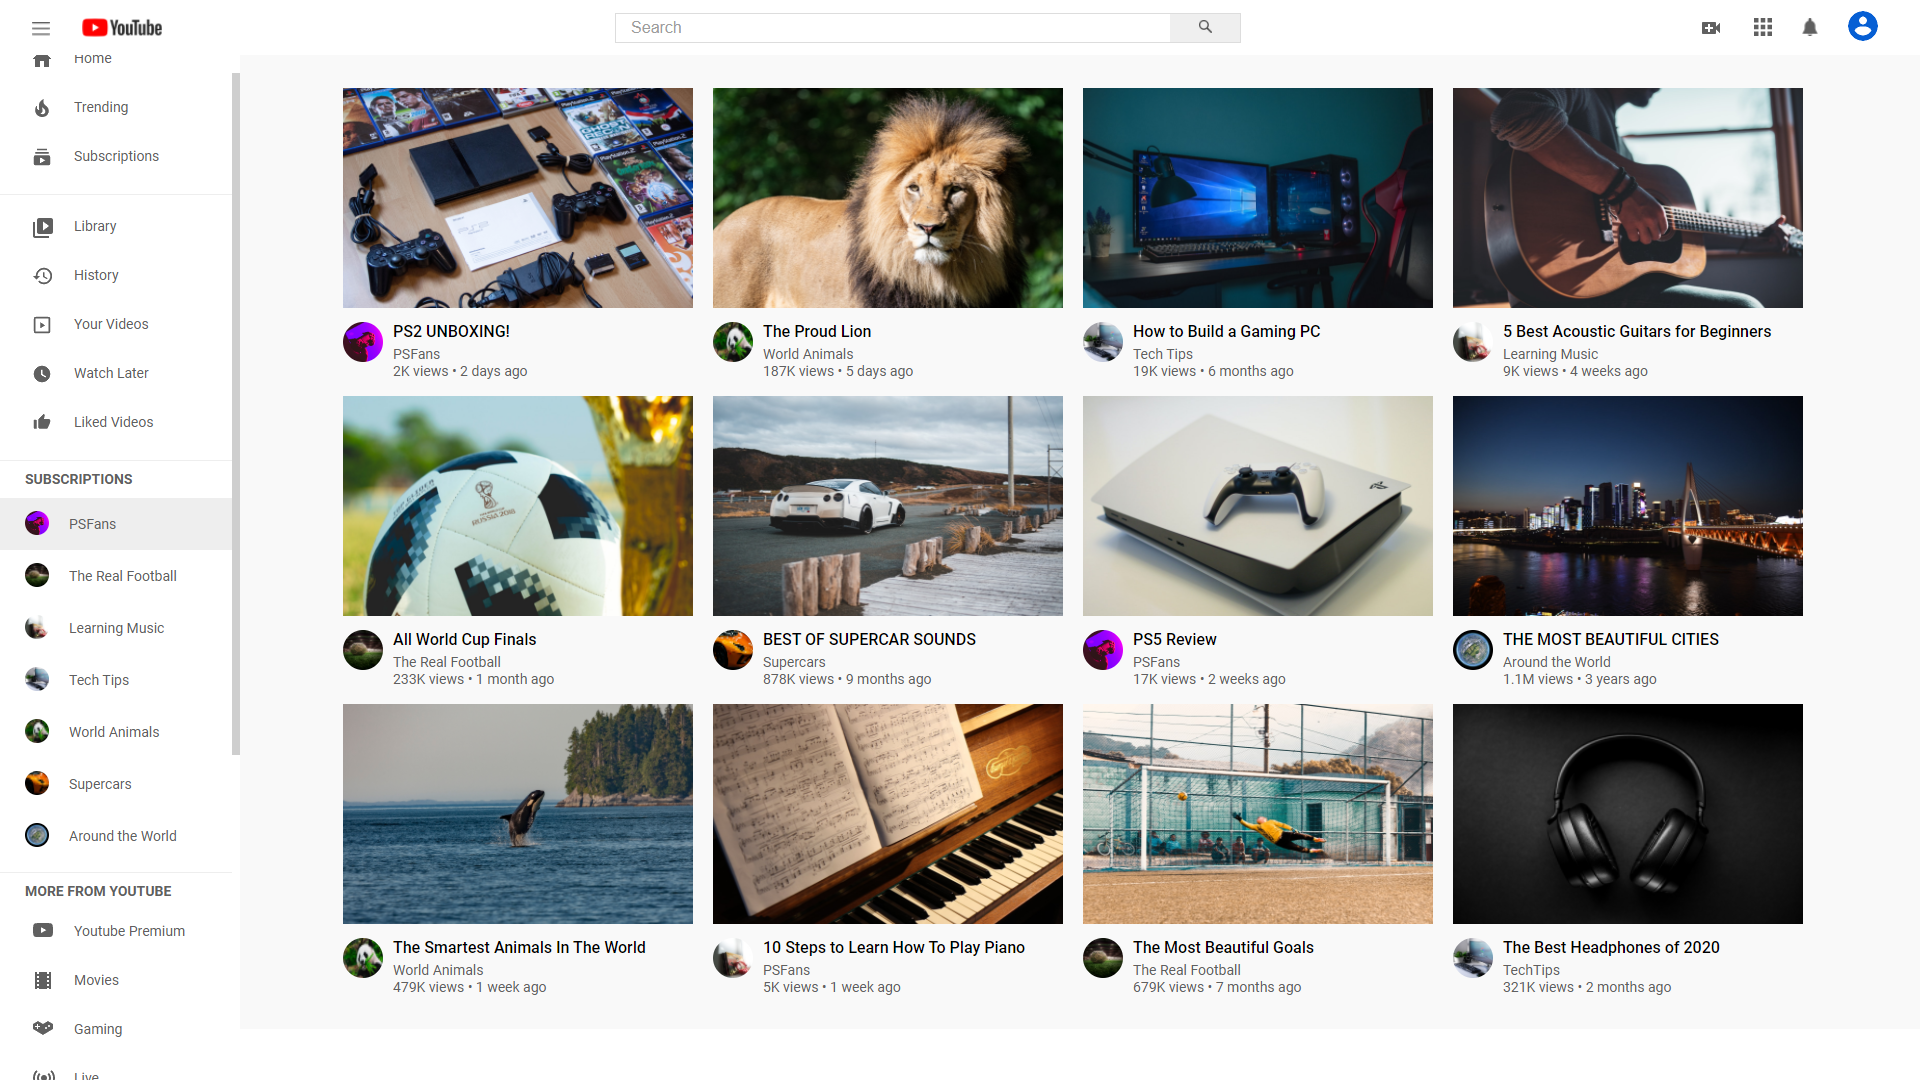 YouTube
Search
Home
Trending
Subscriptions
Library
History
Your Videos
Watch Later
Liked Videos
SUBSCRIPTIONS
PSFans
The Real Football
Learning Music
Tech Tips
World Animals
Supercars
Around the World
MORE FROM YOUTUBE
Youtube Premium
Movies
Gaming
Live
PS2 UNBOXING!
PSFans
2K views • 2 days ago
The Proud Lion
World Animals
187K views • 5 days ago
How to Build a Gaming PC
Tech Tips
19K views • 6 months ago
5 Best Acoustic Guitars for Beginners
Learning Music
9K views • 4 weeks ago
RUSSIA 2018
All World Cup Finals
The Real Football
233K views • 1 month ago
BEST OF SUPERCAR SOUNDS
Supercars
878K views • 9 months ago
PS5 Review
PSFans
17K views • 2 weeks ago
THE MOST BEAUTIFUL CITIES
Around the World
1.1M views • 3 years ago
The Smartest Animals In The World
World Animals
479K views • 1 week ago
10 Steps to Learn How To Play Piano
PSFans
5K views • 1 week ago
The Most Beautiful Goals
The Real Football
679K views • 7 months ago
The Best Headphones of 2020
TechTips
321K views • 2 months ago